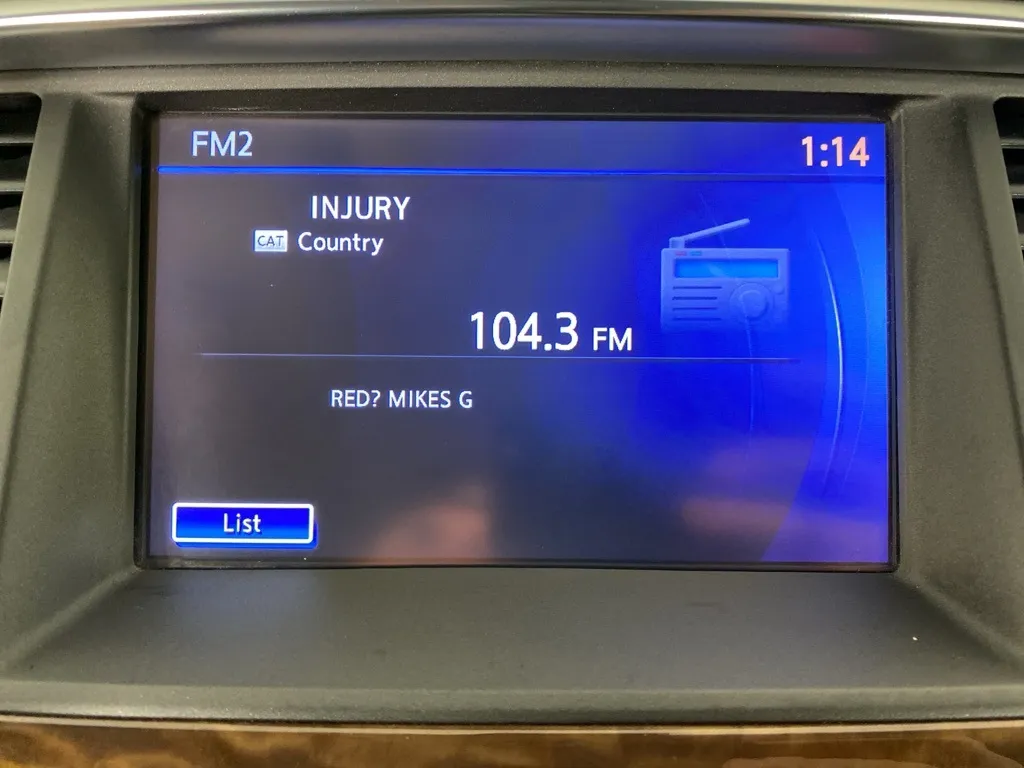 FM2
1:14
INJURY
CAT Country
104.3 FM
RED? MIKES G
List